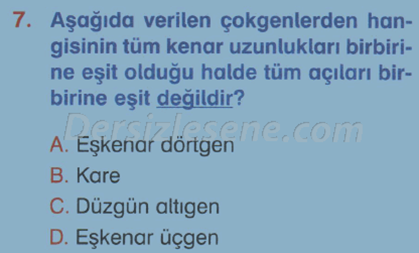 7. Aşağıda verilen çokgenlerden han-
gisinin tüm kenar uzunlukları birbiri-
ne eşit olduğu halde tüm açıları bir-
birine eşit değildir?
Dersizlesene.com
A. Eşkenar dörtgen
B. Kare
C. Düzgün altıgen
D. Eşkenar üçgen